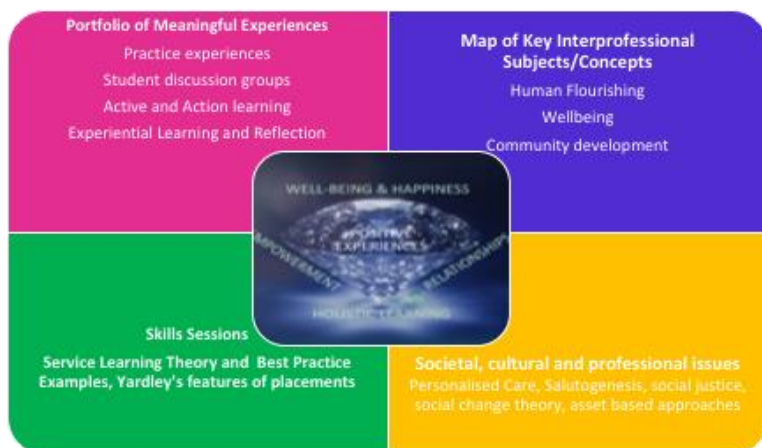 Portfolio of Meaningful Experiences
Practice experiences
Student discussion groups
Active and Action learning
Experiential Learning and Reflection
Map of Key Interprofessional
Subjects/Concepts
Human Flourishing
Wellbeing
Community development
WELL-BEING & HAPPINESS
POSITIVE
EXPERIENCES
EMPOWERMENT
RELATIONSHIPS
HOLISTIC LEARNING
Skills Sessions
Service Learning Theory and Best Practice
Examples, Yardley's features of placements
Societal, cultural and professional issues
Personalised Care, Salutogenesis, social justice,
social change theory, asset based approaches